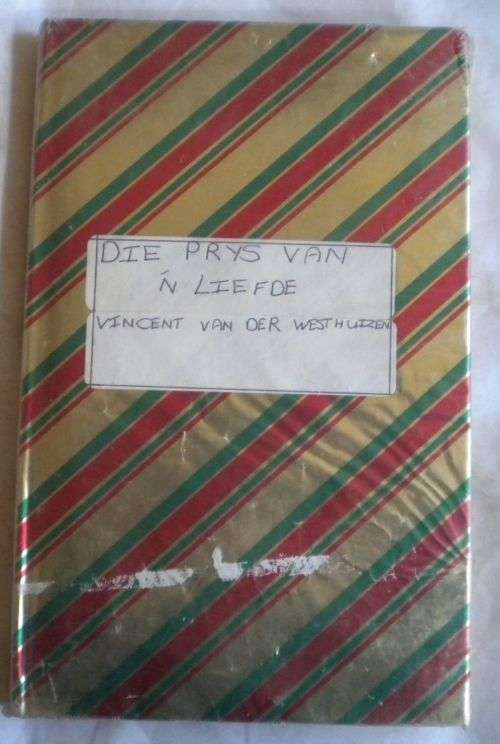 DIE PRYS VAN
'N LIEFDE
VINCENT VAN DER WESTHUIZEN